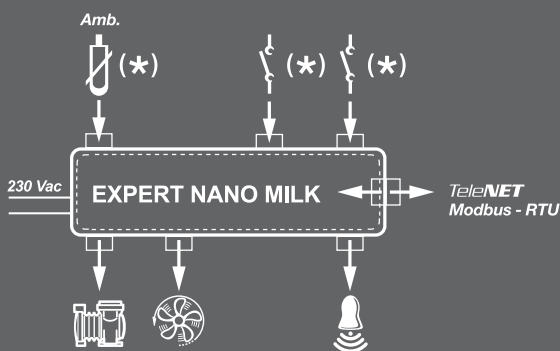 Amb.
(*)
(*)
(*)
230 Vac
EXPERT NANO MILK
TeleNET
Modbus - RTU